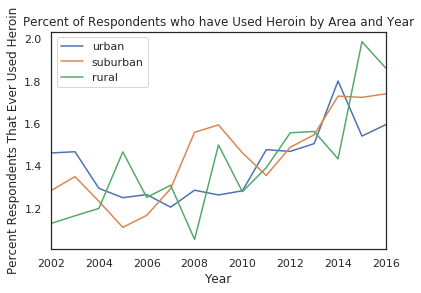 Percent of Respondents who have Used Heroin by Area and Year
Percent Respondents That Ever Used Heroin
2.0
1.8
1.6
1.4
1.2
urban
suburban
rural
2002 2004 2006 2008 2010 2012 2014 2016
Year